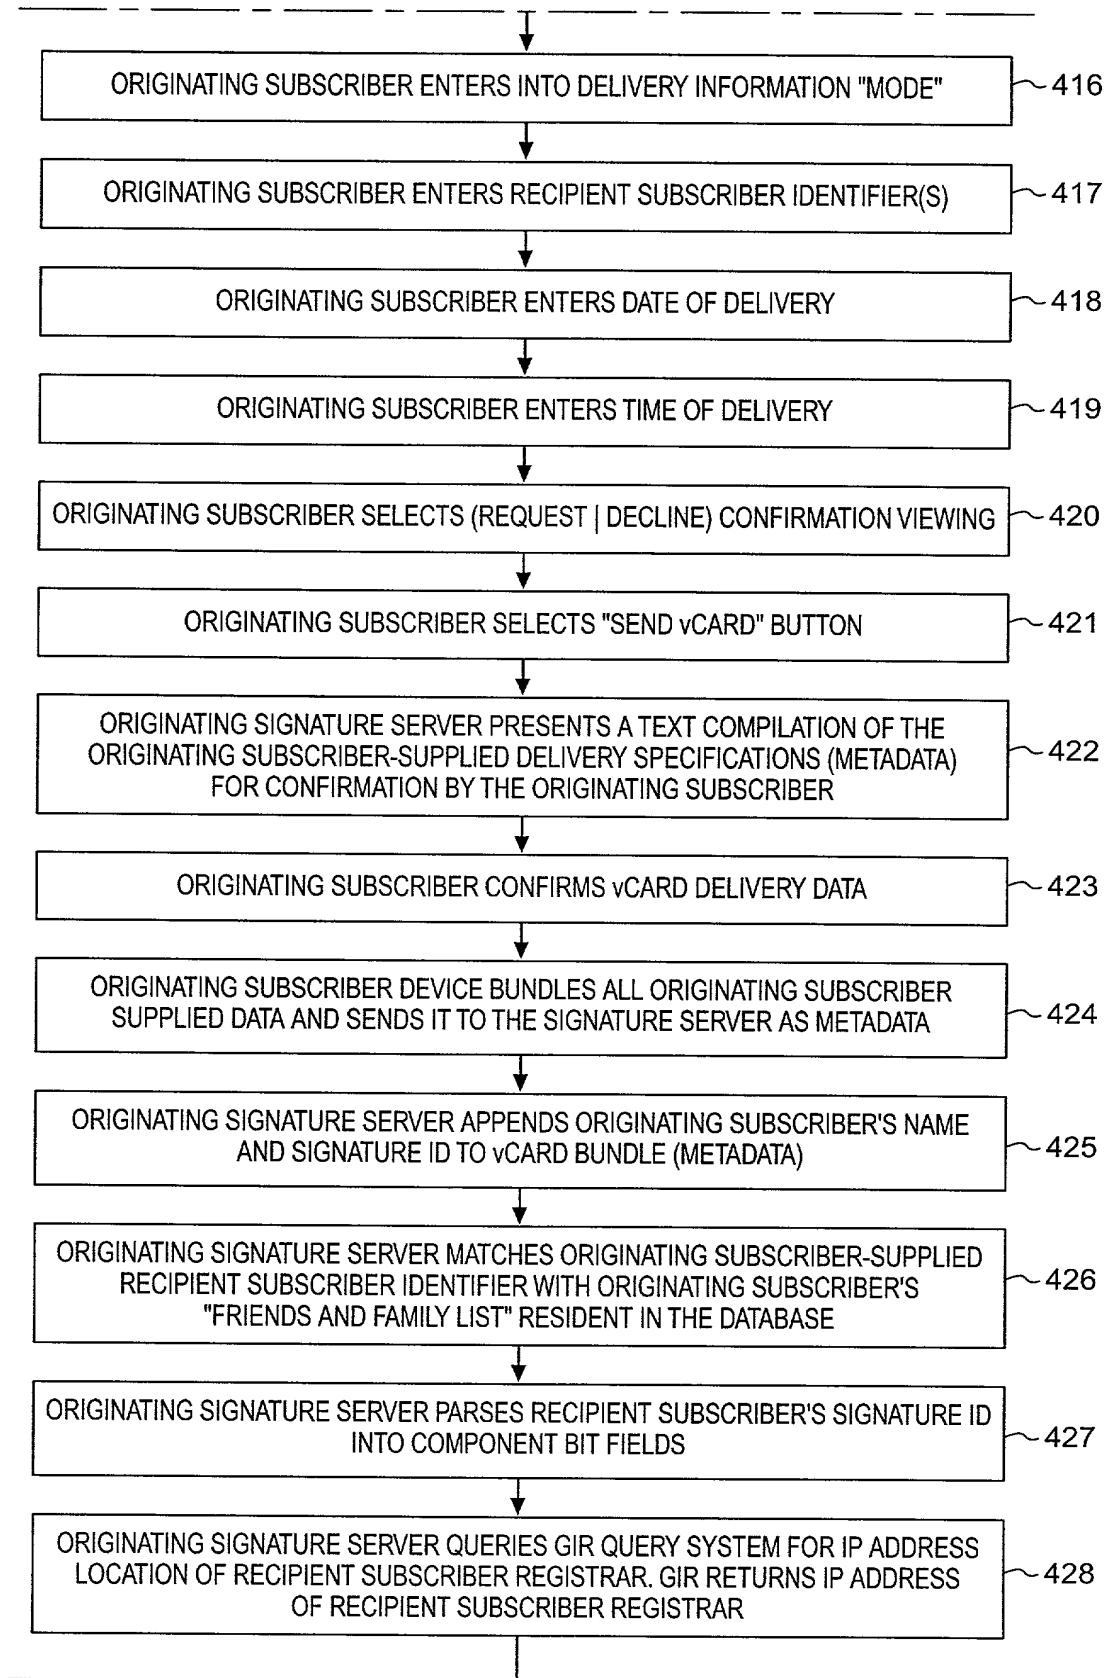 ORIGINATING SUBSCRIBER ENTERS INTO DELIVERY INFORMATION "MODE"
416
ORIGINATING SUBSCRIBER ENTERS RECIPIENT SUBSCRIBER IDENTIFIER(S)
417
ORIGINATING SUBSCRIBER ENTERS DATE OF DELIVERY
418
ORIGINATING SUBSCRIBER ENTERS TIME OF DELIVERY
419
ORIGINATING SUBSCRIBER SELECTS (REQUEST | DECLINE) CONFIRMATION VIEWING
420
ORIGINATING SUBSCRIBER SELECTS "SEND vCARD" BUTTON
421
ORIGINATING SIGNATURE SERVER PRESENTS A TEXT COMPILATION OF THE
ORIGINATING SUBSCRIBER-SUPPLIED DELIVERY SPECIFICATIONS (METADATA)
FOR CONFIRMATION BY THE ORIGINATING SUBSCRIBER
422
ORIGINATING SUBSCRIBER CONFIRMS vCARD DELIVERY DATA
423
ORIGINATING SUBSCRIBER DEVICE BUNDLES ALL ORIGINATING SUBSCRIBER
SUPPLIED DATA AND SENDS IT TO THE SIGNATURE SERVER AS METADATA
424
ORIGINATING SIGNATURE SERVER APPENDS ORIGINATING SUBSCRIBER'S NAME
AND SIGNATURE ID TO vCARD BUNDLE (METADATA)
425
ORIGINATING SIGNATURE SERVER MATCHES ORIGINATING SUBSCRIBER-SUPPLIED
RECIPIENT SUBSCRIBER IDENTIFIER WITH ORIGINATING SUBSCRIBER'S
"FRIENDS AND FAMILY LIST" RESIDENT IN THE DATABASE
426
ORIGINATING SIGNATURE SERVER PARSES RECIPIENT SUBSCRIBER'S SIGNATURE ID
INTO COMPONENT BIT FIELDS
427
ORIGINATING SIGNATURE SERVER QUERIES GIR QUERY SYSTEM FOR IP ADDRESS
LOCATION OF RECIPIENT SUBSCRIBER REGISTRAR. GIR RETURNS IP ADDRESS
OF RECIPIENT SUBSCRIBER REGISTRAR
428